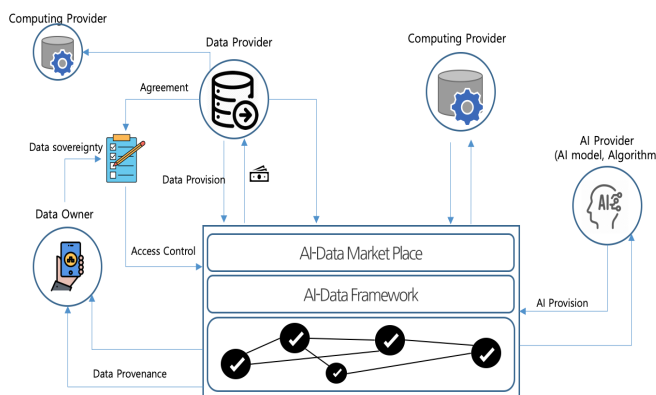 Computing Provider
Data Provider
Computing Provider
Agreement
AI Provider
(AI model, Algorithm
Data sovereignty
Data Provision
AI
Data Owner
Access Control
AI-Data Market Place
AI-Data Framework
AI Provision
Data Provenance